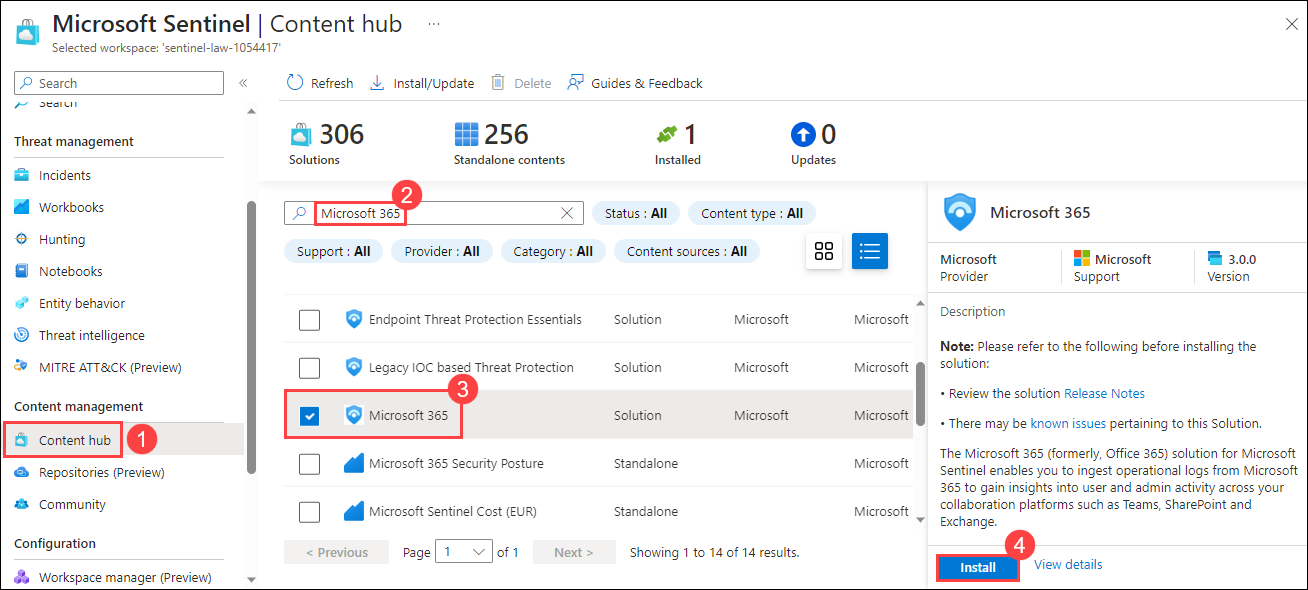 Microsoft Sentinel | Content hub ...
Selected workspace: 'sentinel-law-1054417'
Search
«
Search
Threat management
Incidents
Workbooks
Hunting
Notebooks
Entity behavior
Threat intelligence
MITRE ATT&CK (Preview)
Content management
Content hub
1
Repositories (Preview)
Community
Configuration
Workspace manager (Preview)
Refresh Install/Update Delete Guides & Feedback
306 256 1 0
Solutions Standalone contents Installed Updates
2
Microsoft 365 Status : All Content type : All
Support : All Provider : All Category : All Content sources : All
Endpoint Threat Protection Essentials Solution Microsoft Microsoft
Legacy IOC based Threat Protection Solution Microsoft Microsoft
3
Microsoft 365 Solution Microsoft Microsoft
Microsoft 365 Security Posture Standalone Microsoft
Microsoft Sentinel Cost (EUR) Standalone Microsoft
< Previous Page 1 of 1 Next > Showing 1 to 14 of 14 results.
Microsoft 365
Microsoft Microsoft 3.0.0
Provider Support Version
Description
Note: Please refer to the following before installing the
solution:
• Review the solution Release Notes
• There may be known issues pertaining to this Solution.
The Microsoft 365 (formerly, Office 365) solution for Microsoft
Sentinel enables you to ingest operational logs from Microsoft
365 to gain insights into user and admin activity across your
collaboration platforms such as Teams, SharePoint and
Exchange.
4
Install View details